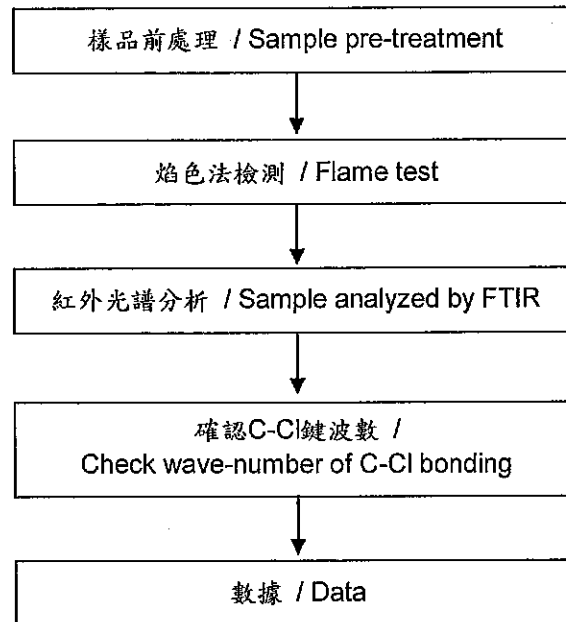 樣品前處理 / Sample pre-treatment
焰色法檢測 / Flame test
紅外光譜分析 / Sample analyzed by FTIR
確認C-Cl鍵波數 /
Check wave-number of C-Cl bonding
數據 / Data